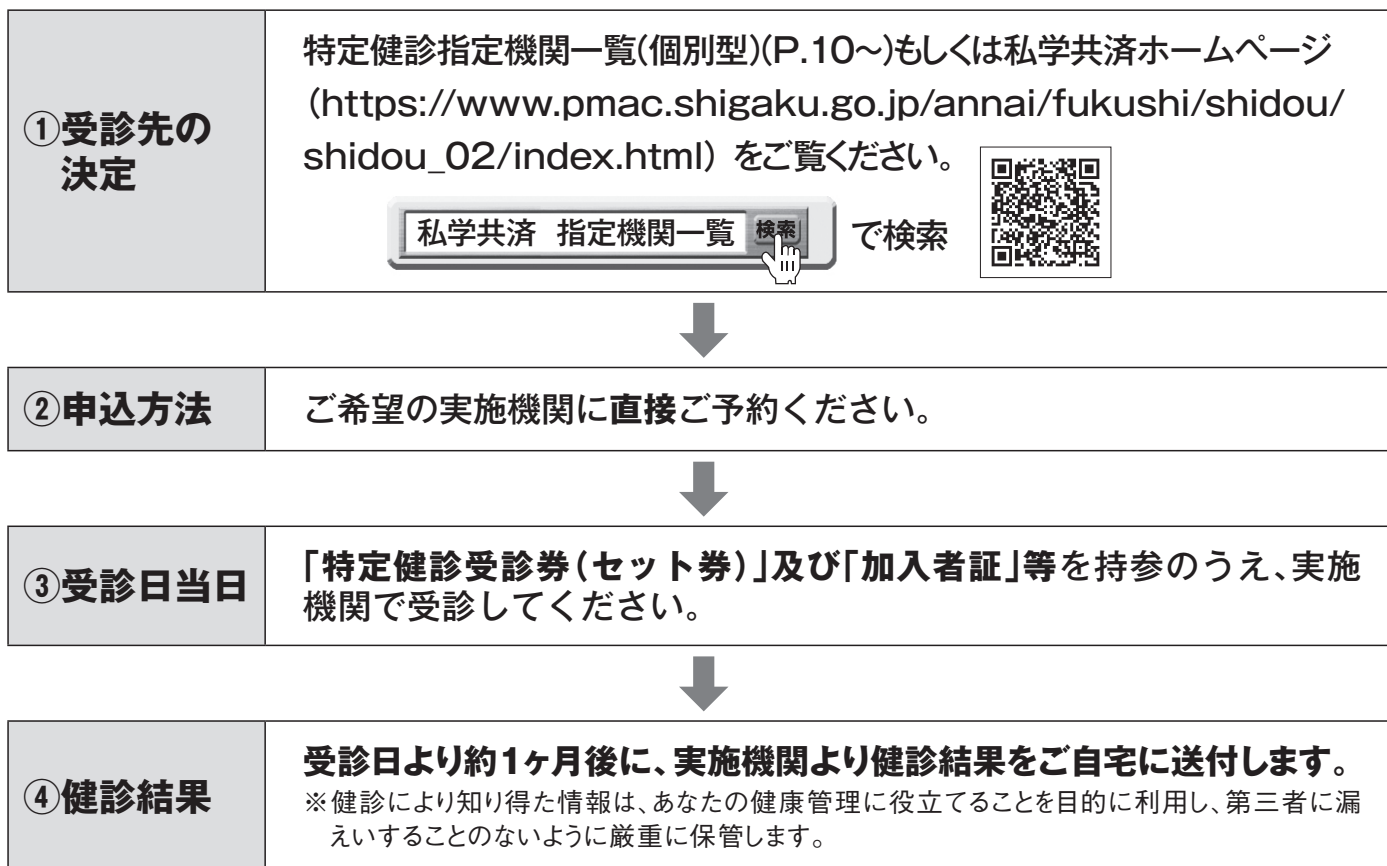 ①受診先の
決定
特定健診指定機関一覧(個別型)(P.10~)もしくは私学共済ホームページ
(https://www.pmac.shigaku.go.jp/annai/fukushi/shidou/
shidou_02/index.html) をご覧ください。
私学共済 指定機関一覧 検索 で検索
②申込方法
ご希望の実施機関に直接ご予約ください。
③受診日当日
「特定健診受診券(セット券)」及び「加入者証」等を持参のうえ、実施
機関で受診してください。
④健診結果
受診日より約1ヶ月後に、実施機関より健診結果をご自宅に送付します。
※健診により知り得た情報は、あなたの健康管理に役立てることを目的に利用し、第三者に漏
えいすることのないように厳重に保管します。